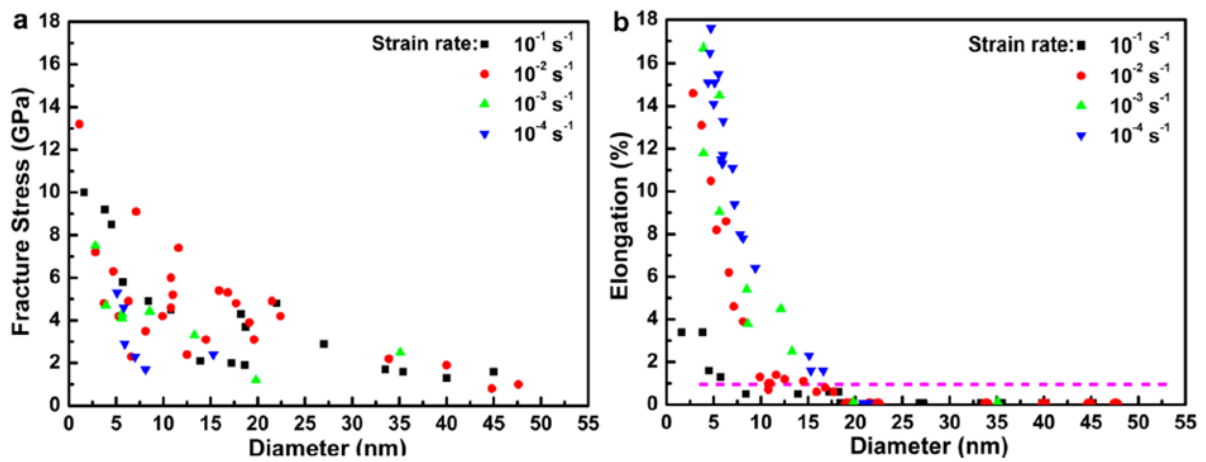 a
Fracture Stress (GPa)
18
16
14
12
10
8
6
4
2
0
Strain rate:
10⁻¹ s⁻¹
10⁻² s⁻¹
10⁻³ s⁻¹
10⁻⁴ s⁻¹
0 5 10 15 20 25 30 35 40 45 50 55
Diameter (nm)
b
Elongation (%)
18
16
14
12
10
8
6
4
2
0
Strain rate:
10⁻¹ s⁻¹
10⁻² s⁻¹
10⁻³ s⁻¹
10⁻⁴ s⁻¹
0 5 10 15 20 25 30 35 40 45 50 55
Diameter (nm)